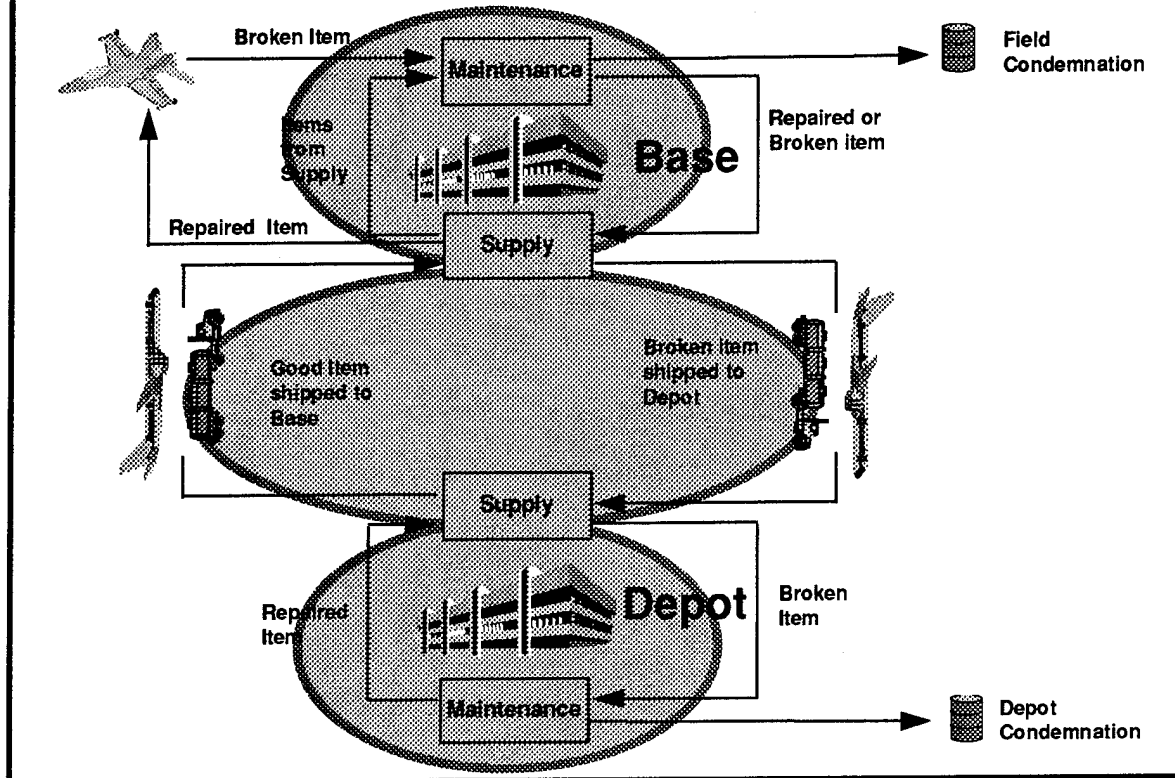 Broken Item
Maintenance
Field
Condemnation
Items
from
Supply
Repaired or
Broken item
Base
Repaired Item
Supply
Good Item
shipped to
Base
Broken item
shipped to
Depot
Supply
Repaired
Item
Depot
Broken
Item
Maintenance
Depot
Condemnation